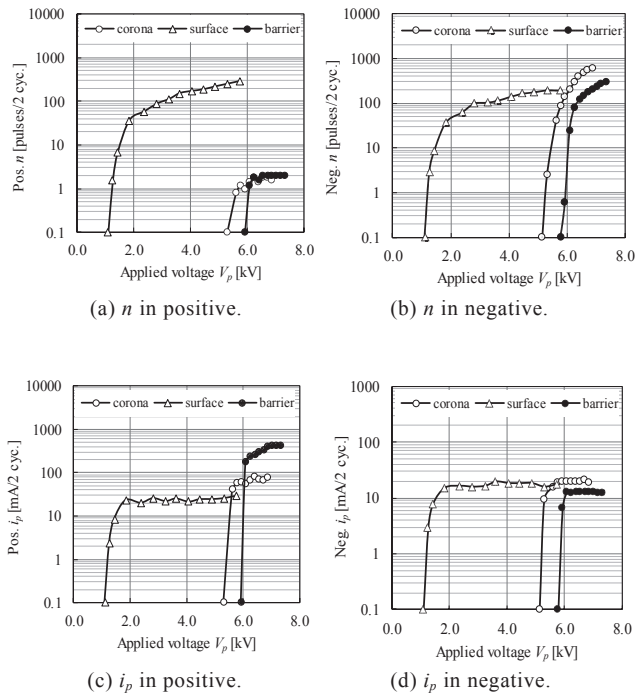 corona surface barrier
10000
1000
100
10
1
0.1
Pos. n [pulses/2 cyc.]
0.0 2.0 4.0 6.0 8.0
Applied voltage Vp [kV]
(a) n in positive.
corona surface barrier
10000
1000
100
10
1
0.1
Neg. n [pulses/2 cyc.]
0.0 2.0 4.0 6.0 8.0
Applied voltage Vp [kV]
(b) n in negative.
corona surface barrier
10000
1000
100
10
1
0.1
Pos. ip [mA/2 cyc.]
0.0 2.0 4.0 6.0 8.0
Applied voltage Vp [kV]
(c) ip in positive.
corona surface barrier
1000
100
10
1
0.1
Neg. ip [mA/2 cyc.]
0.0 2.0 4.0 6.0 8.0
Applied voltage Vp [kV]
(d) ip in negative.